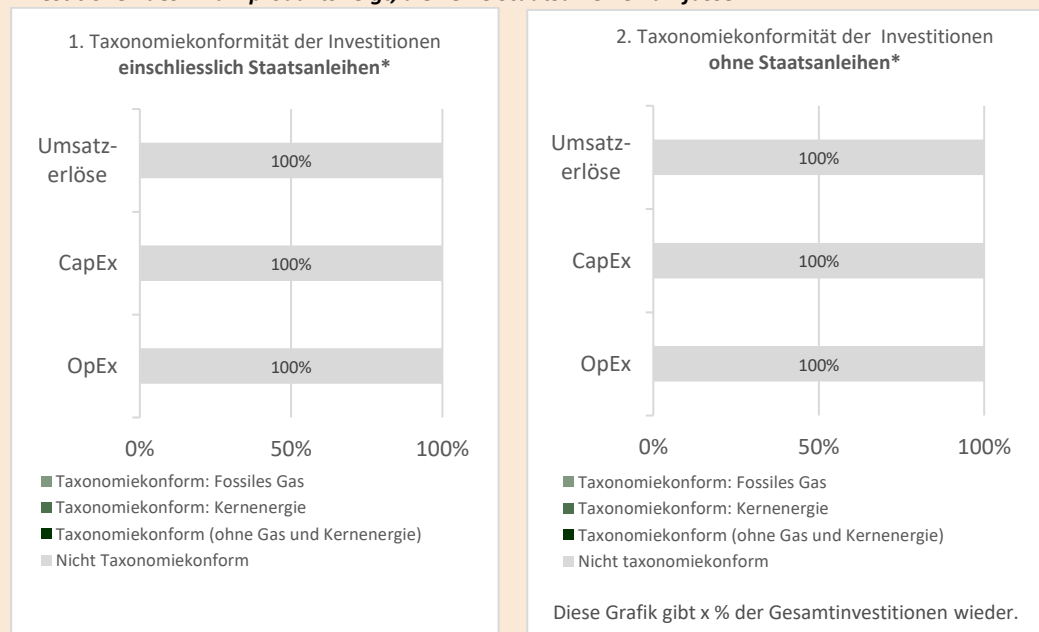 1. Taxonomiekonformität der Investitionen
einschliesslich Staatsanleihen*
Umsatz-
erlöse
100%
CapEx
100%
OpEx
100%
0%
50%
100%
Taxonomiekonform: Fossiles Gas
Taxonomiekonform: Kernenergie
Taxonomiekonform (ohne Gas und Kernenergie)
Nicht Taxonomiekonform
2. Taxonomiekonformität der Investitionen
ohne Staatsanleihen*
Umsatz-
erlöse
100%
CapEx
100%
OpEx
100%
0%
50%
100%
Taxonomiekonform: Fossiles Gas
Taxonomiekonform: Kernenergie
Taxonomiekonform (ohne Gas und Kernenergie)
Nicht taxonomiekonform
Diese Grafik gibt x % der Gesamtinvestitionen wieder.